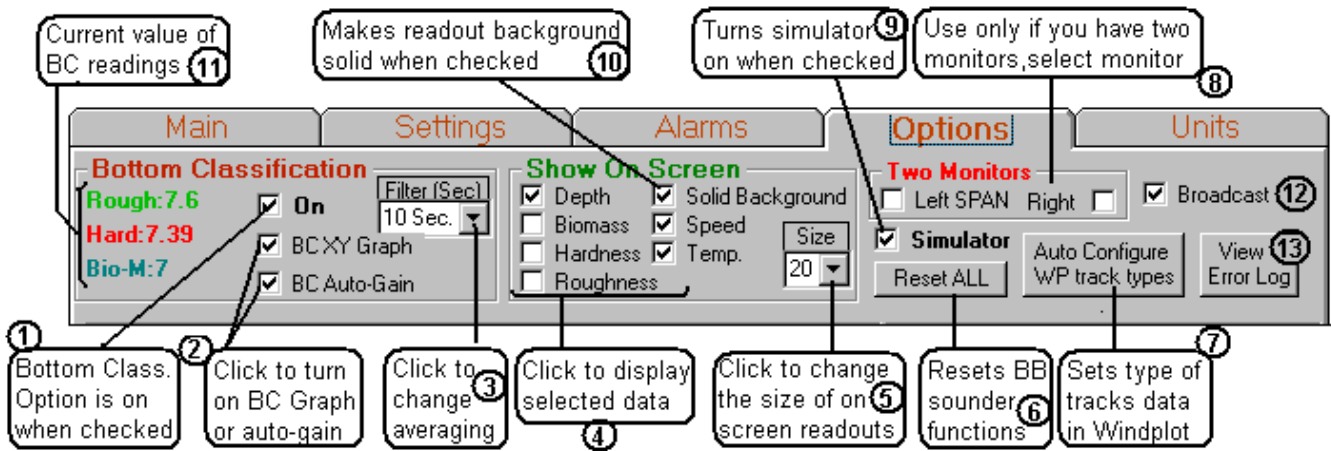 Current value of
BC readings 11
Makes readout background
solid when checked 10
Turns simulator 9
on when checked
Use only if you have two
monitors,select monitor
8
Main
Settings
Alarms
Options
Units
Bottom Classification
Rough:7.6
Hard:7.39
Bio-M:7
On
BC XY Graph
BC Auto-Gain
Filter (Sec)
10 Sec.
Show On Screen
Depth
Biomass
Hardness
Roughness
Solid Background
Speed
Temp.
Size
20
Two Monitors
Left SPAN Right
Broadcast 12
Simulator
Reset ALL
Auto Configure
WP track types
View 13
Error Log
1
Bottom Class.
Option is on
when checked
2
Click to turn
on BC Graph
or auto-gain
Click to
change 3
averaging
Click to display
selected data
4
Click to change
the size of on 5
screen readouts
Resets BB
sounder 6
functions
7
Sets type of
tracks data
in Windplot